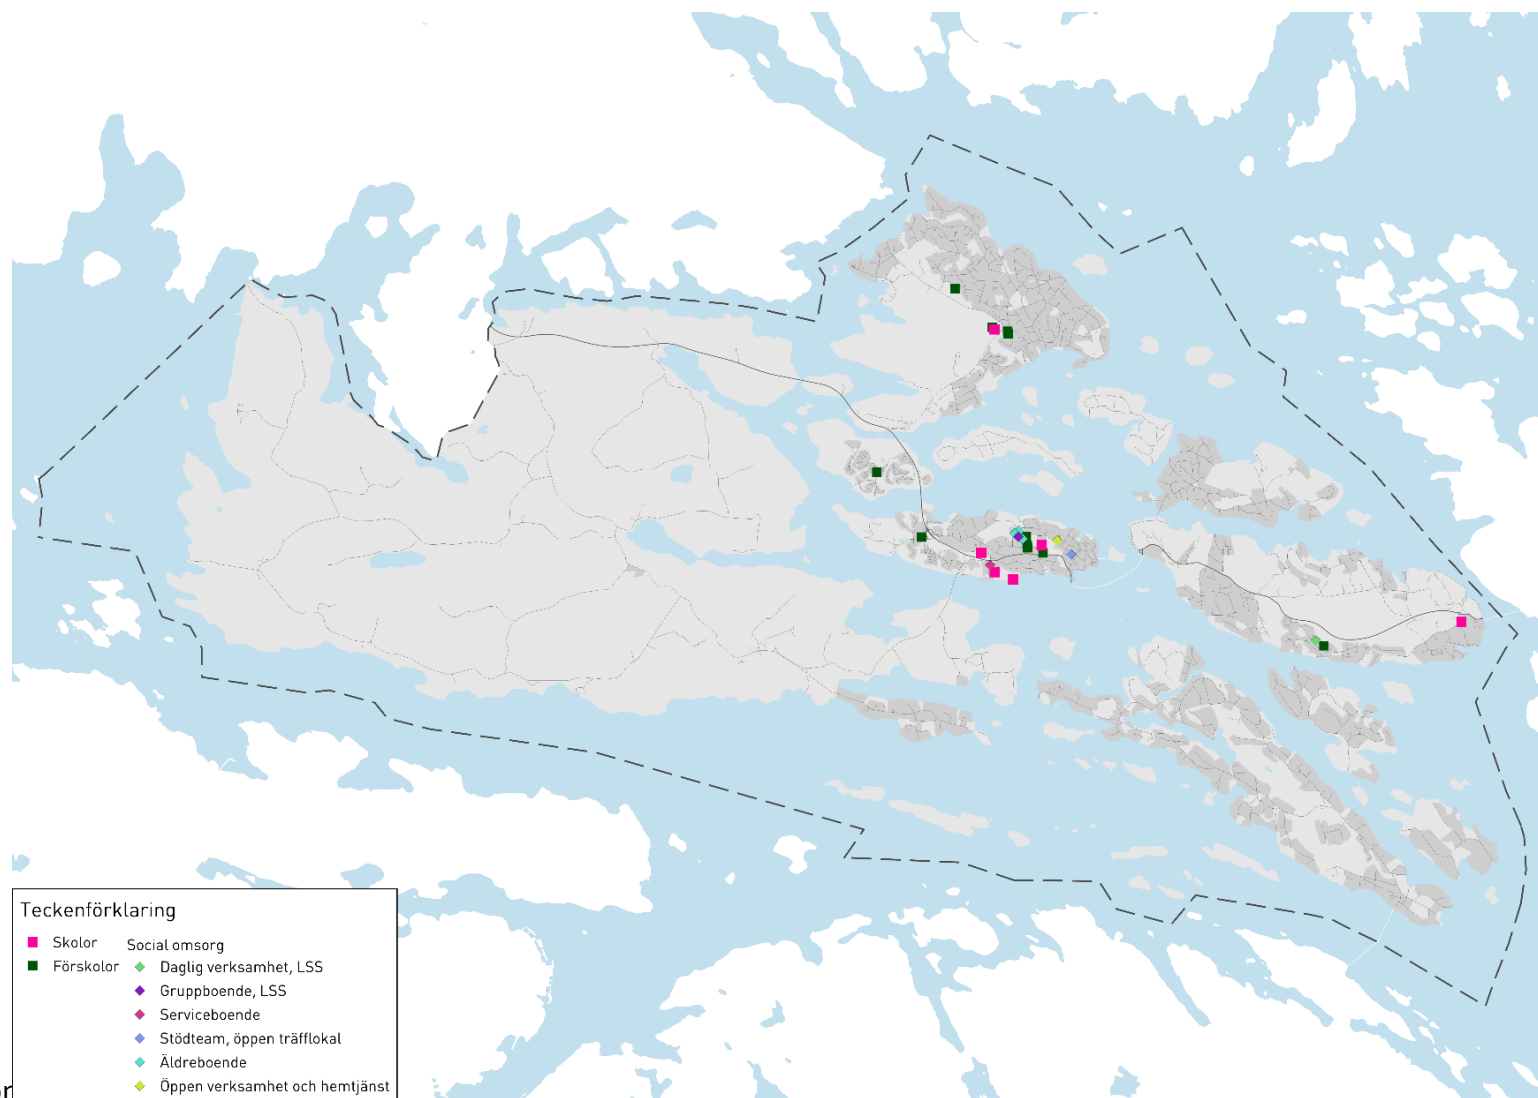 Teckenförklaring
Skolor
Förskolor
Social omsorg
Daglig verksamhet, LSS
Gruppboende, LSS
Serviceboende
Stödteam, öppen träfflokal
Äldreboende
Öppen verksamhet och hemtjänst